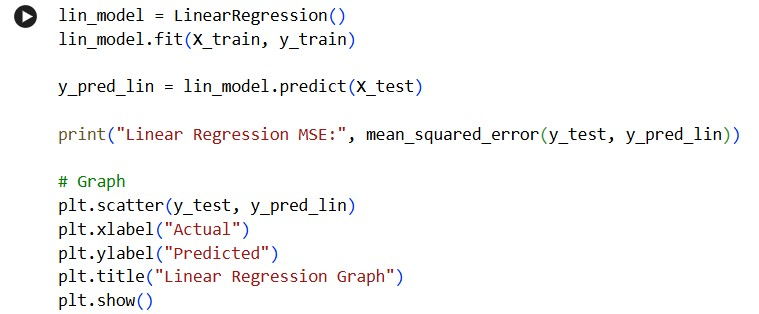 lin_model = LinearRegression()
lin_model.fit(X_train, y_train)
y_pred_lin = lin_model.predict(X_test)
print("Linear Regression MSE:", mean_squared_error(y_test, y_pred_lin))
# Graph
plt.scatter(y_test, y_pred_lin)
plt.xlabel("Actual")
plt.ylabel("Predicted")
plt.title("Linear Regression Graph")
plt.show()